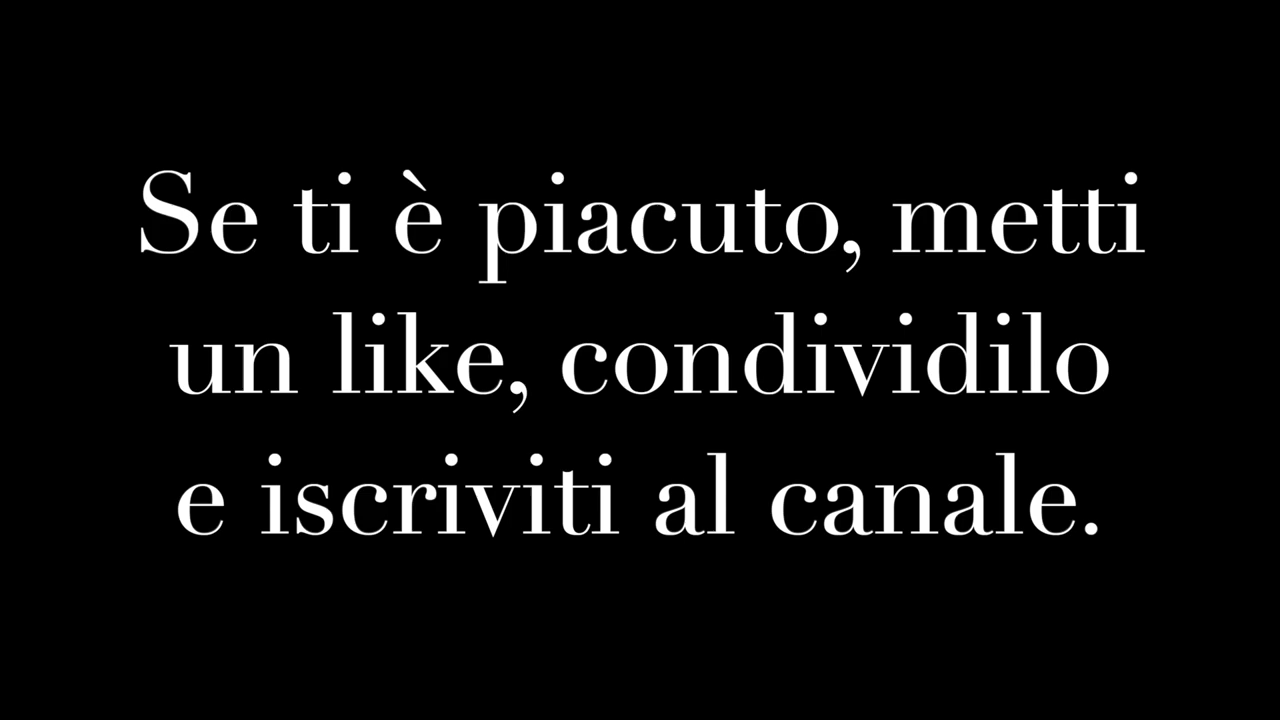 Se ti è piacuto, metti
un like, condividilo
e iscriviti al canale.